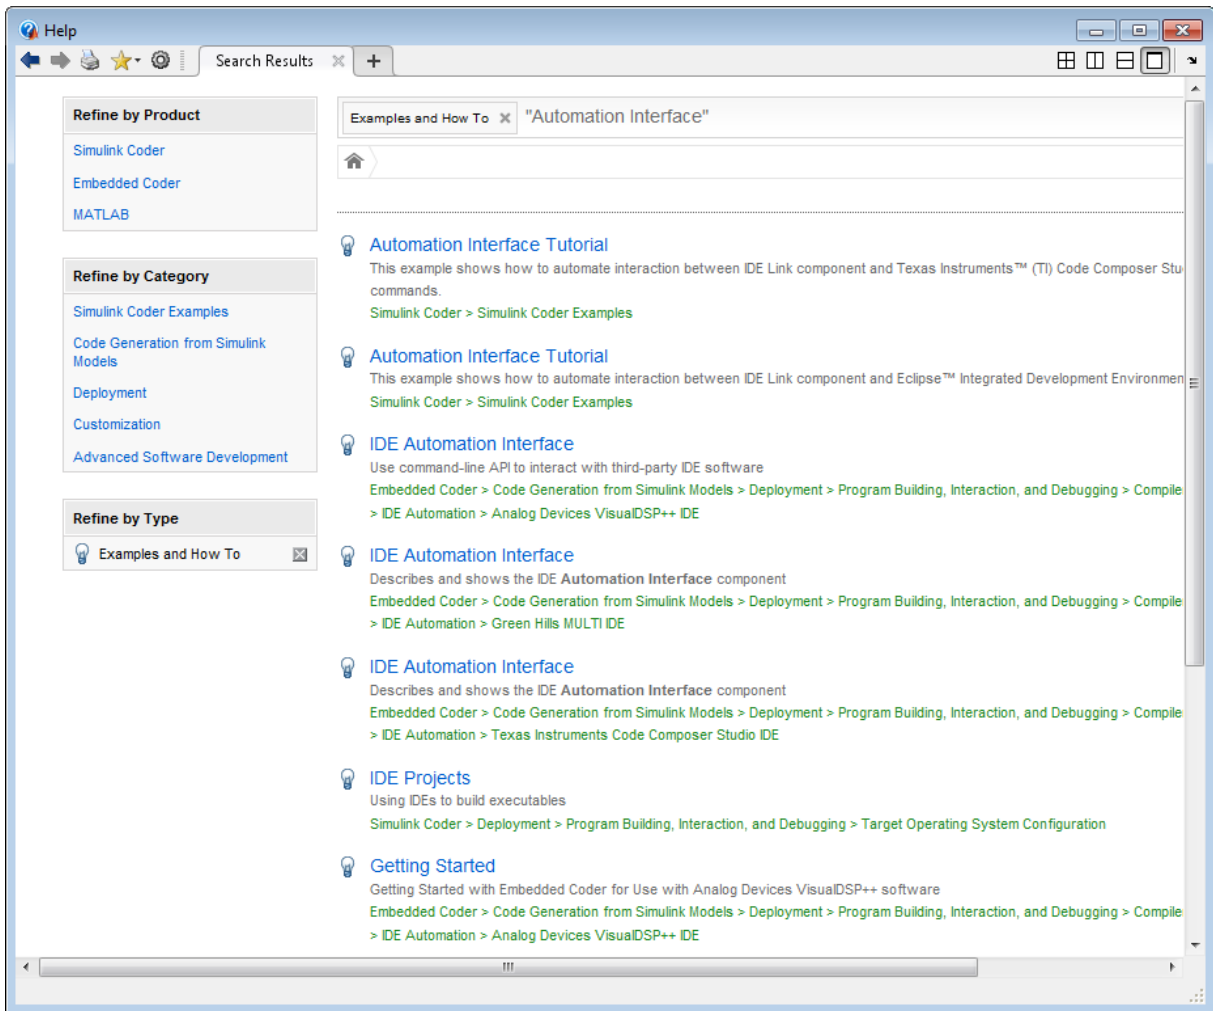 Help
Search Results
Refine by Product
Simulink Coder
Embedded Coder
MATLAB
Refine by Category
Simulink Coder Examples
Code Generation from Simulink
Models
Deployment
Customization
Advanced Software Development
Refine by Type
Examples and How To
Examples and How To "Automation Interface"
Automation Interface Tutorial
This example shows how to automate interaction between IDE Link component and Texas Instruments™ (TI) Code Composer Stu
commands.
Simulink Coder > Simulink Coder Examples
Automation Interface Tutorial
This example shows how to automate interaction between IDE Link component and Eclipse™ Integrated Development Environmen
Simulink Coder > Simulink Coder Examples
IDE Automation Interface
Use command-line API to interact with third-party IDE software
Embedded Coder > Code Generation from Simulink Models > Deployment > Program Building, Interaction, and Debugging > Compile
> IDE Automation > Analog Devices VisualDSP++ IDE
IDE Automation Interface
Describes and shows the IDE Automation Interface component
Embedded Coder > Code Generation from Simulink Models > Deployment > Program Building, Interaction, and Debugging > Compile
> IDE Automation > Green Hills MULTI IDE
IDE Automation Interface
Describes and shows the IDE Automation Interface component
Embedded Coder > Code Generation from Simulink Models > Deployment > Program Building, Interaction, and Debugging > Compile
> IDE Automation > Texas Instruments Code Composer Studio IDE
IDE Projects
Using IDEs to build executables
Simulink Coder > Deployment > Program Building, Interaction, and Debugging > Target Operating System Configuration
Getting Started
Getting Started with Embedded Coder for Use with Analog Devices VisualDSP++ software
Embedded Coder > Code Generation from Simulink Models > Deployment > Program Building, Interaction, and Debugging > Compile
> IDE Automation > Analog Devices VisualDSP++ IDE